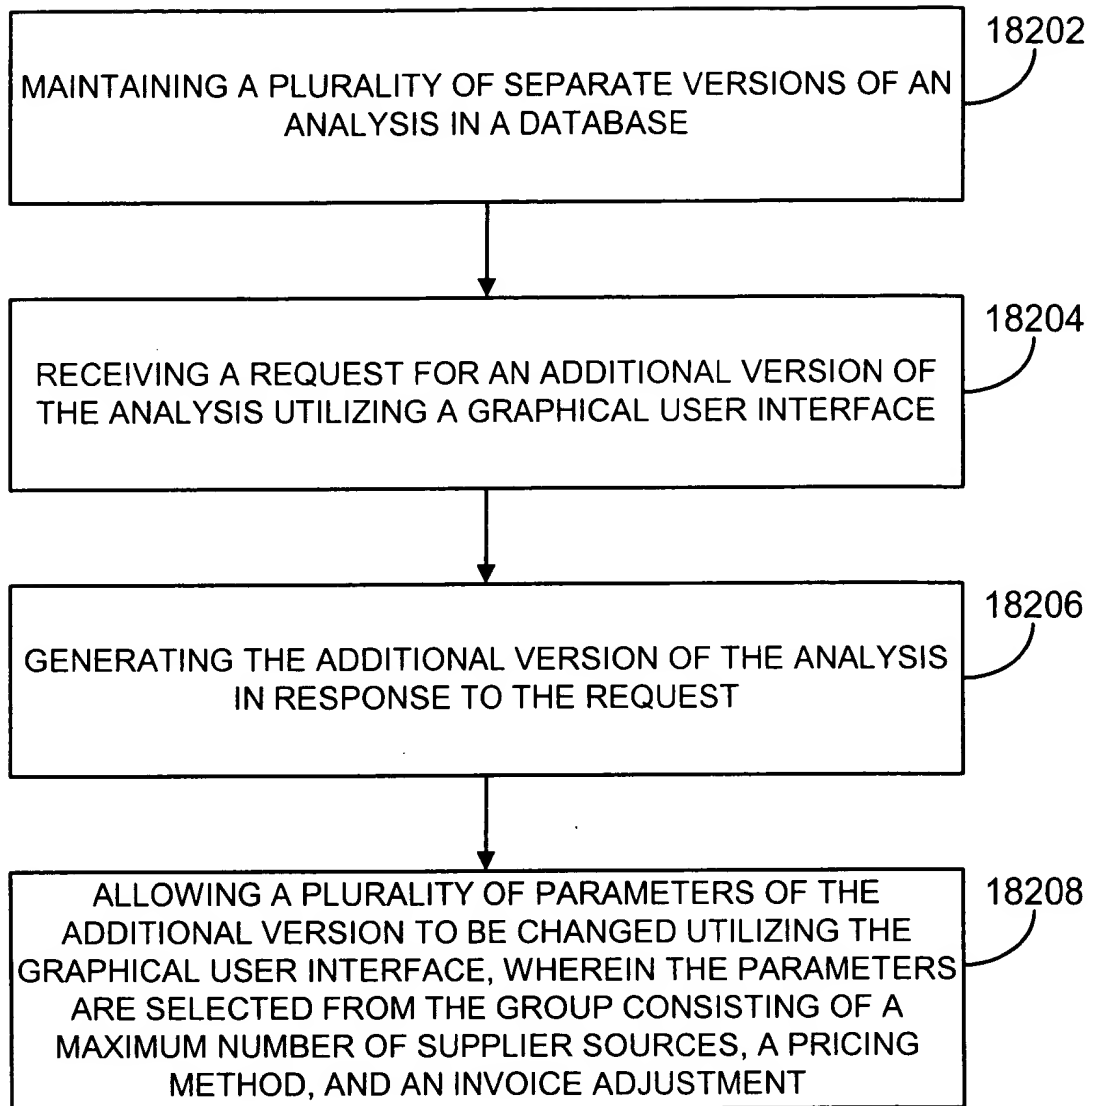 18202
MAINTAINING A PLURALITY OF SEPARATE VERSIONS OF AN
ANALYSIS IN A DATABASE
18204
RECEIVING A REQUEST FOR AN ADDITIONAL VERSION OF
THE ANALYSIS UTILIZING A GRAPHICAL USER INTERFACE
18206
GENERATING THE ADDITIONAL VERSION OF THE ANALYSIS
IN RESPONSE TO THE REQUEST
18208
ALLOWING A PLURALITY OF PARAMETERS OF THE
ADDITIONAL VERSION TO BE CHANGED UTILIZING THE
GRAPHICAL USER INTERFACE, WHEREIN THE PARAMETERS
ARE SELECTED FROM THE GROUP CONSISTING OF A
MAXIMUM NUMBER OF SUPPLIER SOURCES, A PRICING
METHOD, AND AN INVOICE ADJUSTMENT